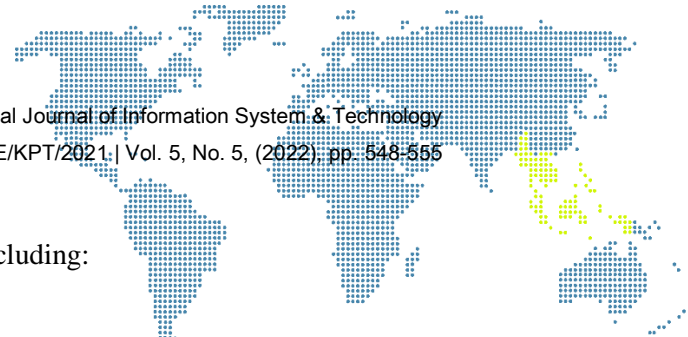 al Journal of Information System & Technology
E/KPT/2021 | Vol. 5, No. 5, (2022), pp. 548-555
cluding: